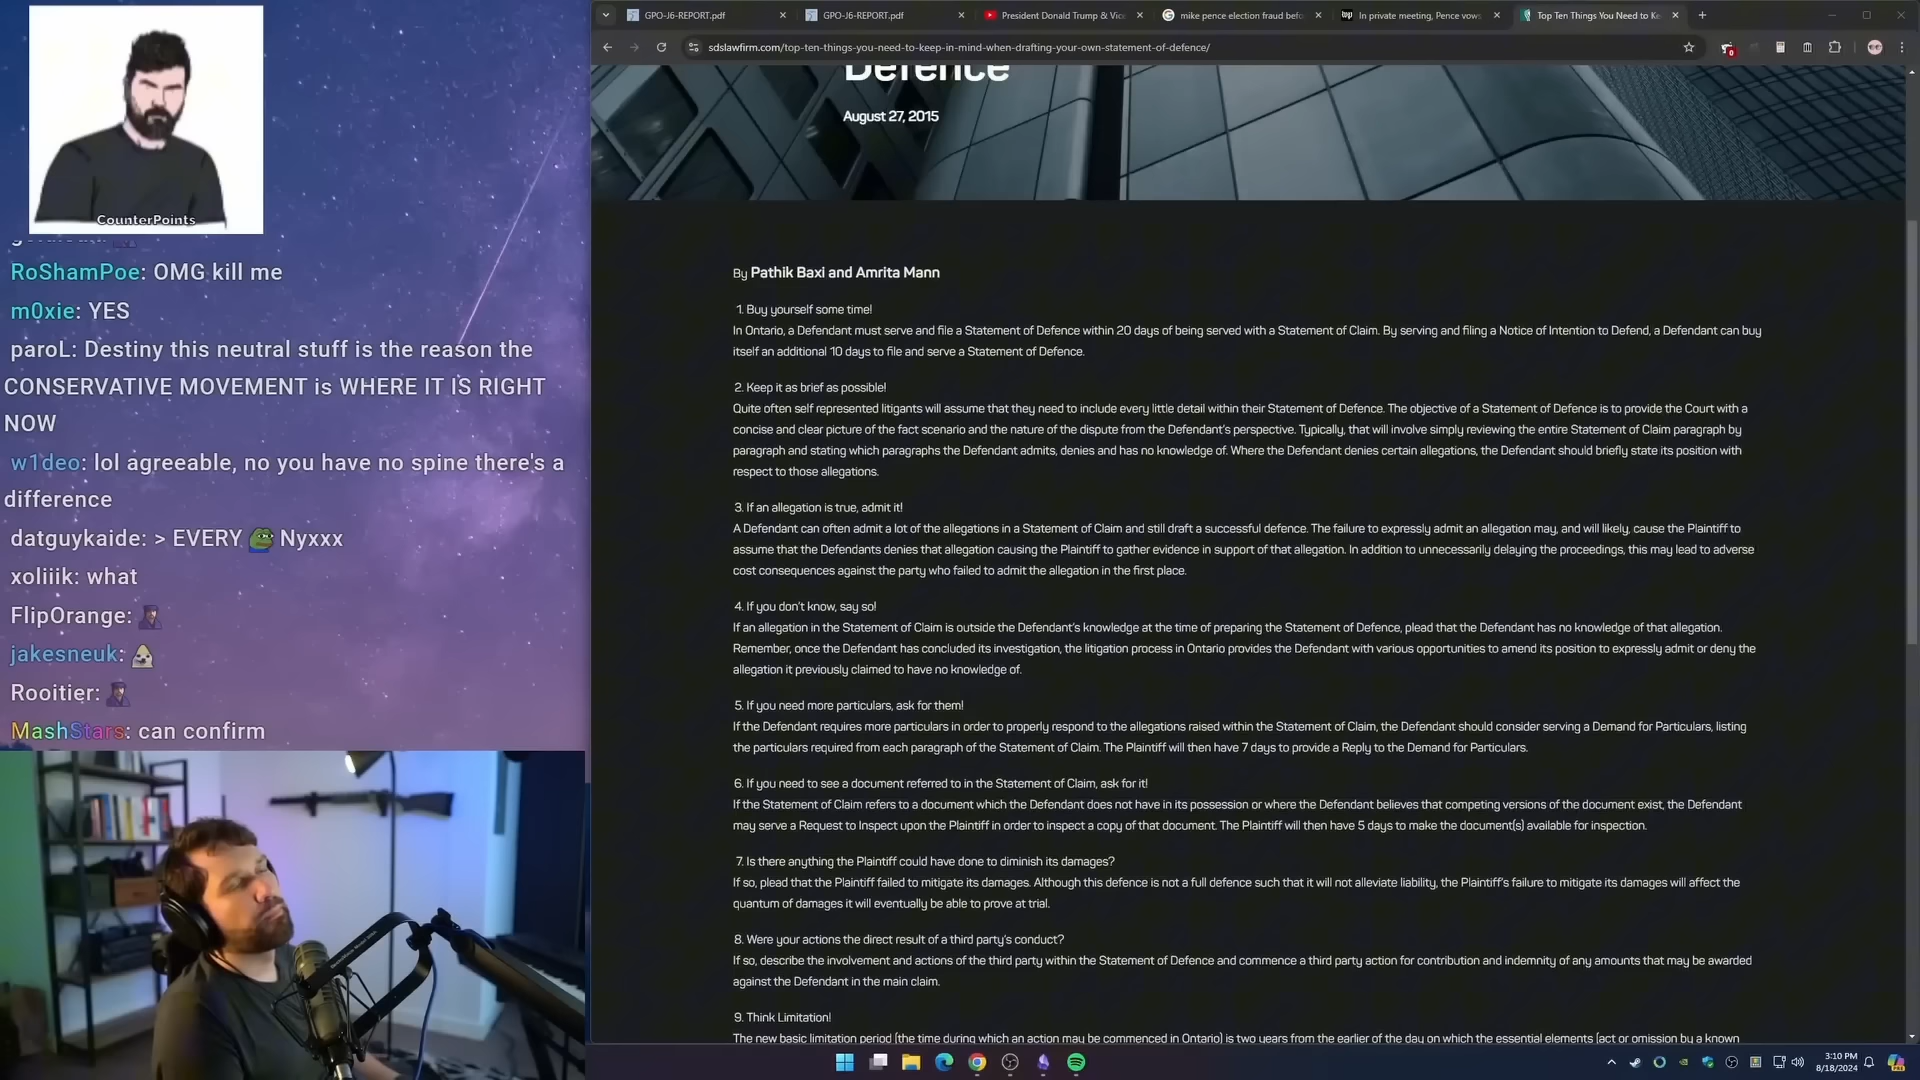 CounterPoints
RoShamPoe: OMG kill me
m0xie: YES
paroL: Destiny this neutral stuff is the reason the
CONSERVATIVE MOVEMENT is WHERE IT IS RIGHT
NOW
w1deo: lol agreeable, no you have no spine there's a
difference
datguykaide: > EVERY Nyxxx
xoliiik: what
FlipOrange:
jakesneuk:
Rooitier:
MashStars: can confirm
GPO-J6-REPORT.pdf
GPO-J6-REPORT.pdf
President Donald Trump & Vic
mike pence election fraud befo
In private meeting, Pence vows
Top Ten Things You Need to Ke
sdslawfirm.com/top-ten-things-you-need-to-keep-in-mind-when-drafting-your-own-statement-of-defence/
Defence
August 27, 2015
By Pathik Baxi and Amrita Mann
1. Buy yourself some time!
In Ontario, a Defendant must serve and file a Statement of Defence within 20 days of being served with a Statement of Claim. By serving and filing a Notice of Intention to Defend, a Defendant can buy
itself an additional 10 days to file and serve a Statement of Defence.
2. Keep it as brief as possible!
Quite often self represented litigants will assume that they need to include every little detail within their Statement of Defence. The objective of a Statement of Defence is to provide the Court with a
concise and clear picture of the fact scenario and the nature of the dispute from the Defendant's perspective. Typically, that will involve simply reviewing the entire Statement of Claim paragraph by
paragraph and stating which paragraphs the Defendant admits, denies and has no knowledge of. Where the Defendant denies certain allegations, the Defendant should briefly state its position with
respect to those allegations.
3. If an allegation is true, admit it!
A Defendant can often admit a lot of the allegations in a Statement of Claim and still draft a successful defence. The failure to expressly admit an allegation may, and will likely, cause the Plaintiff to
assume that the Defendants denies that allegation causing the Plaintiff to gather evidence in support of that allegation. In addition to unnecessarily delaying the proceedings, this may lead to adverse
cost consequences against the party who failed to admit the allegation in the first place.
4. If you don't know, say so!
If an allegation in the Statement of Claim is outside the Defendant's knowledge at the time of preparing the Statement of Defence, plead that the Defendant has no knowledge of that allegation.
Remember, once the Defendant has concluded its investigation, the litigation process in Ontario provides the Defendant with various opportunities to amend its position to expressly admit or deny the
allegation it previously claimed to have no knowledge of.
5. If you need more particulars, ask for them!
If the Defendant requires more particulars in order to properly respond to the allegations raised within the Statement of Claim, the Defendant should consider serving a Demand for Particulars, listing
the particulars required from each paragraph of the Statement of Claim. The Plaintiff will then have 7 days to provide a Reply to the Demand for Particulars.
6. If you need to see a document referred to in the Statement of Claim, ask for it!
If the Statement of Claim refers to a document which the Defendant does not have in its possession or where the Defendant believes that competing versions of the document exist, the Defendant
may serve a Request to Inspect upon the Plaintiff in order to inspect a copy of that document. The Plaintiff will then have 5 days to make the document(s) available for inspection.
7. Is there anything the Plaintiff could have done to diminish its damages?
If so, plead that the Plaintiff failed to mitigate its damages. Although this defence is not a full defence such that it will not alleviate liability, the Plaintiff's failure to mitigate its damages will affect the
quantum of damages it will eventually be able to prove at trial.
8. Were your actions the direct result of a third party's conduct?
If so, describe the involvement and actions of the third party within the Statement of Defence and commence a third party action for contribution and indemnity of any amounts that may be awarded
against the Defendant in the main claim.
9. Think Limitation!
The new basic limitation period (the time during which an action may be commenced in Ontario) is two years from the earlier of the day on which the essential elements (act or omission by a known
3:10 PM
8/18/2024